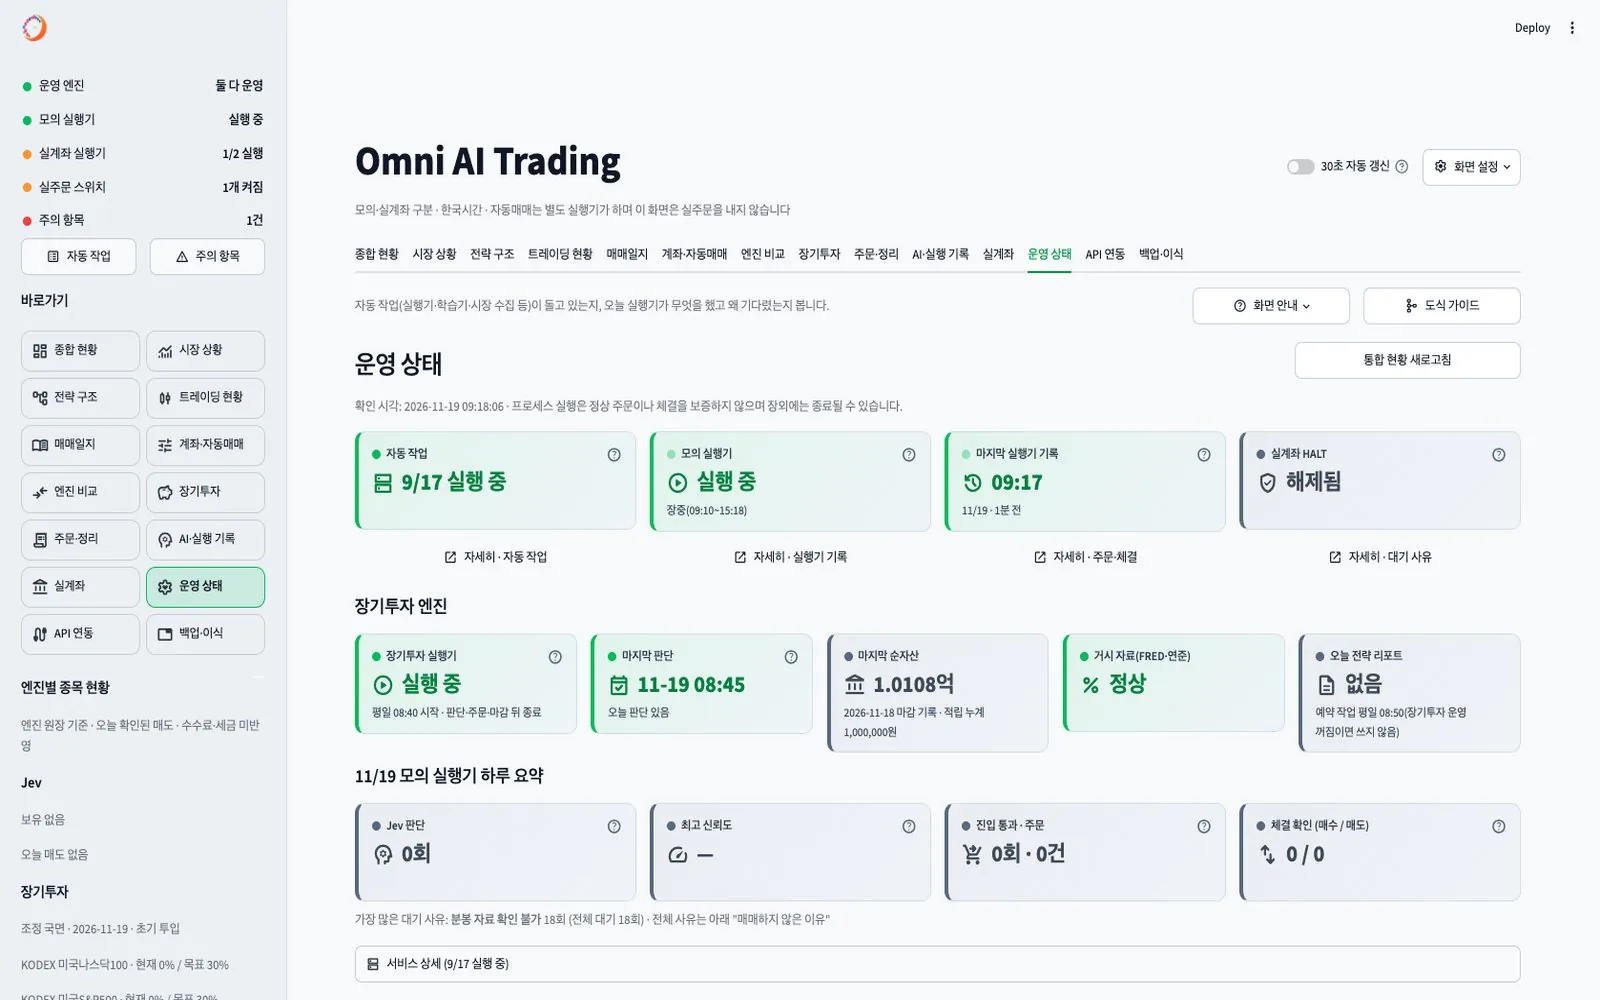 Deploy
운영 엔진 둘 다 운영
모의 실행기 실행 중
실계좌 실행기 1/2 실행
실주문 스위치 1개 켜짐
주의 항목 1건
자동 작업 주의 항목
바로가기
종합 현황 시장 상황
전략 구조 트레이딩 현황
매매일지 계좌·자동매매
엔진 비교 장기투자
주문·정리 AI·실행 기록
실계좌 운영 상태
API 연동 백업·이식
엔진별 종목 현황
엔진 원장 기준 · 오늘 확인된 매도 · 수수료·세금 미반
영
Jev
보유 없음
오늘 매도 없음
장기투자
조정 국면 · 2026-11-19 · 초기 투입
KODEX 미국나스닥100 · 현재 0% / 목표 30%
KODEX 미국S&P500 · 현재 0% / 목표 30%
Omni AI Trading
30초 자동 갱신 화면 설정
모의·실계좌 구분 · 한국시간 · 자동매매는 별도 실행기가 하며 이 화면은 실주문을 내지 않습니다
종합 현황 시장 상황 전략 구조 트레이딩 현황 매매일지 계좌·자동매매 엔진 비교 장기투자 주문·정리 AI·실행 기록 실계좌 운영 상태 API 연동 백업·이식
자동 작업(실행기·학습기·시장 수집 등)이 돌고 있는지, 오늘 실행기가 무엇을 했고 왜 기다렸는지 봅니다.
화면 안내 도식 가이드
운영 상태
통합 현황 새로고침
확인 시각: 2026-11-19 09:18:06 · 프로세스 실행은 정상 주문이나 체결을 보증하지 않으며 장외에는 종료될 수 있습니다.
자동 작업
9/17 실행 중
모의 실행기
실행 중
장중(09:10~15:18)
마지막 실행기 기록
09:17
11/19 · 1분 전
실계좌 HALT
해제됨
자세히 · 자동 작업 자세히 · 실행기 기록 자세히 · 주문·체결 자세히 · 대기 사유
장기투자 엔진
장기투자 실행기
실행 중
평일 08:40 시작 · 판단·주문·마감 뒤 종료
마지막 판단
11-19 08:45
오늘 판단 있음
마지막 순자산
1.0108억
2026-11-18 마감 기록 · 적립 누계
1,000,000원
거시 자료(FRED·연준)
정상
오늘 전략 리포트
없음
예약 작업 평일 08:50(장기투자 운영
꺼짐이면 쓰지 않음)
11/19 모의 실행기 하루 요약
Jev 판단
0회
최고 신뢰도
—
진입 통과 · 주문
0회 · 0건
체결 확인 (매수 / 매도)
0 / 0
가장 많은 대기 사유: 분봉 자료 확인 불가 18회 (전체 대기 18회) · 전체 사유는 아래 "매매하지 않은 이유"
서비스 상세 (9/17 실행 중)